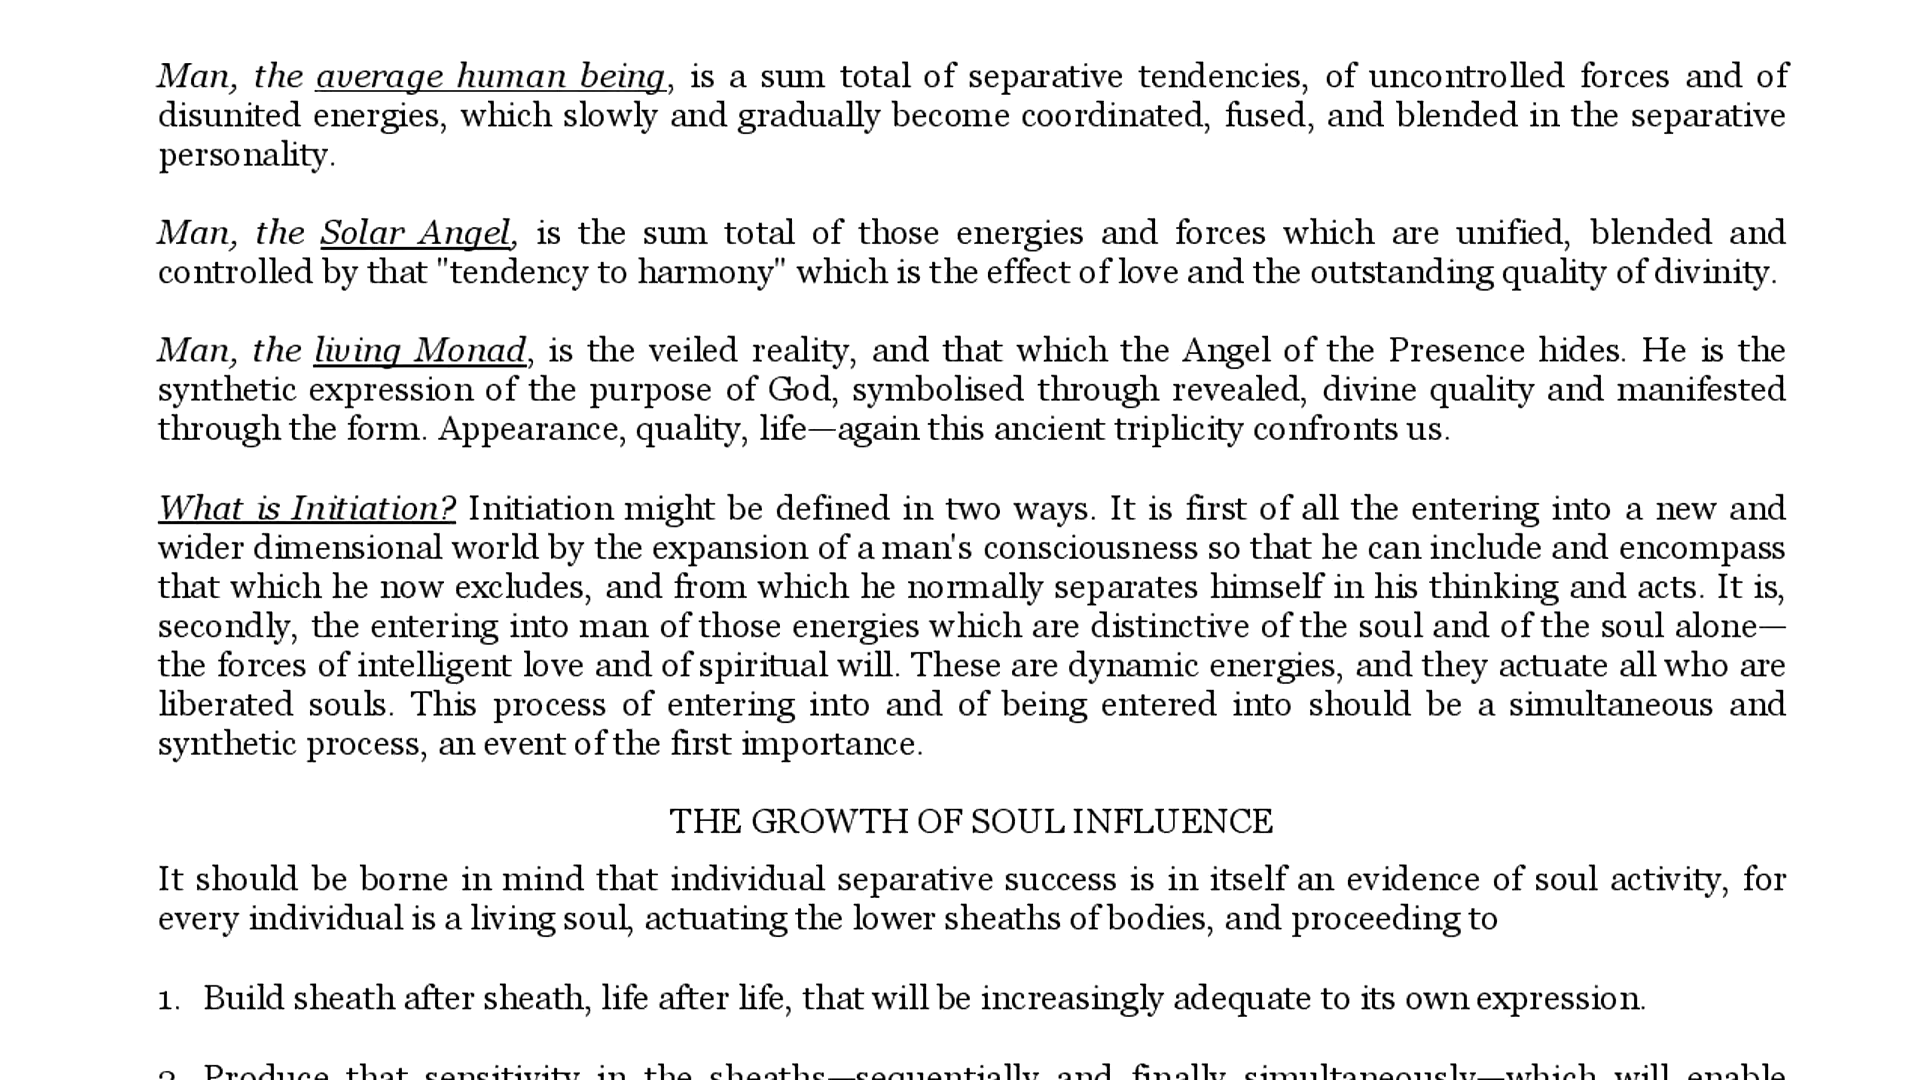 Man, the average human being, is a sum total of separative tendencies, of uncontrolled forces and of
disunited energies, which slowly and gradually become coordinated, fused, and blended in the separative
personality.
Man, the Solar Angel, is the sum total of those energies and forces which are unified, blended and
controlled by that "tendency to harmony" which is the effect of love and the outstanding quality of divinity.
Man, the living Monad, is the veiled reality, and that which the Angel of the Presence hides. He is the
synthetic expression of the purpose of God, symbolised through revealed, divine quality and manifested
through the form. Appearance, quality, life—again this ancient triplicity confronts us.
What is Initiation? Initiation might be defined in two ways. It is first of all the entering into a new and
wider dimensional world by the expansion of a man's consciousness so that he can include and encompass
that which he now excludes, and from which he normally separates himself in his thinking and acts. It is,
secondly, the entering into man of those energies which are distinctive of the soul and of the soul alone—
the forces of intelligent love and of spiritual will. These are dynamic energies, and they actuate all who are
liberated souls. This process of entering into and of being entered into should be a simultaneous and
synthetic process, an event of the first importance.
THE GROWTH OF SOUL INFLUENCE
It should be borne in mind that individual separative success is in itself an evidence of soul activity, for
every individual is a living soul, actuating the lower sheaths of bodies, and proceeding to
1. Build sheath after sheath, life after life, that will be increasingly adequate to its own expression.
2. Produce that sensitivity in the sheaths—sequentially and finally simultaneously—which will enable